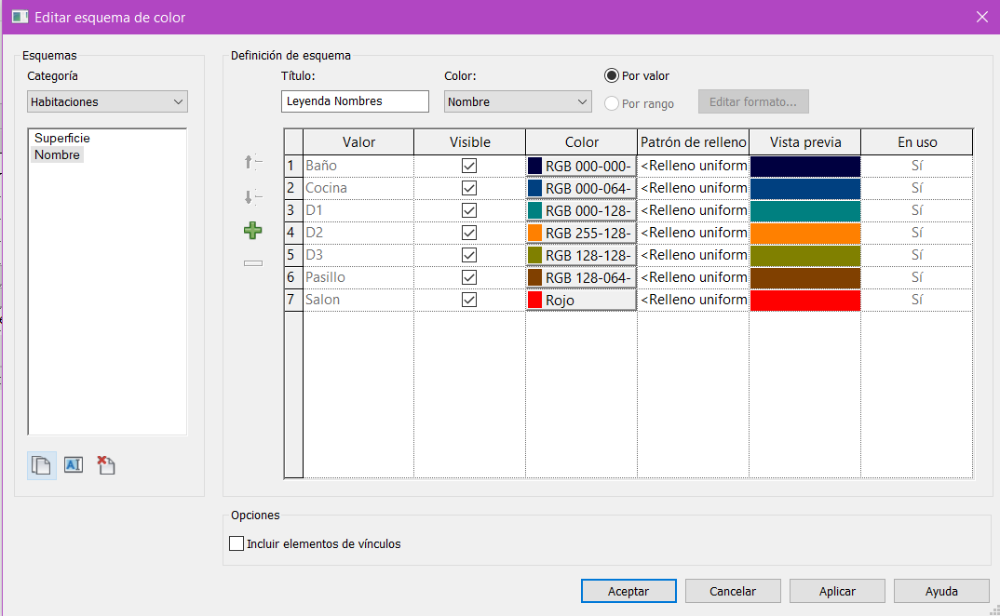 Editar esquema de color
Esquemas
Categoría
Habitaciones
Superficie
Nombre
Definición de esquema
Título:
Color:
Leyenda Nombres
Nombre
Por valor
Por rango
Editar formato...
Valor Visible Color Patrón de relleno Vista previa En uso
1 Baño RGB 000-000- <Relleno uniform Sí
2 Cocina RGB 000-064- <Relleno uniform Sí
3 D1 RGB 000-128- <Relleno uniform Sí
4 D2 RGB 255-128- <Relleno uniform Sí
5 D3 RGB 128-128- <Relleno uniform Sí
6 Pasillo RGB 128-064- <Relleno uniform Sí
7 Salon Rojo <Relleno uniform Sí
Opciones
Incluir elementos de vínculos
Aceptar Cancelar Aplicar Ayuda